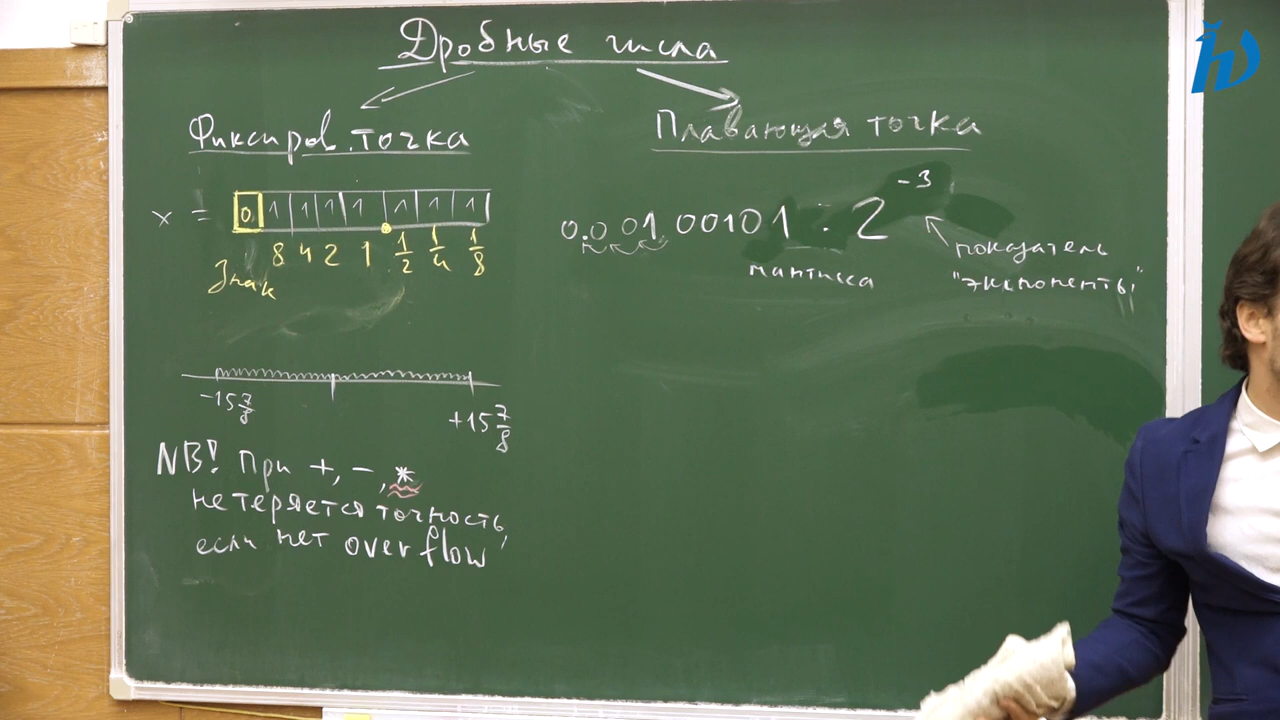 Дробные числа
Фиксиров. точка
x = 0 1 1 1 1 1 1 1
8 4 2 1 1/2 1/4 1/8
Знак
-15 7/8
+15 7/8
NB! При +, -, *
не теряется точность,
если нет overflow
Плавающая точка
0.001.00101 · 2^-3
мантисса
показатель
"экспоненты"